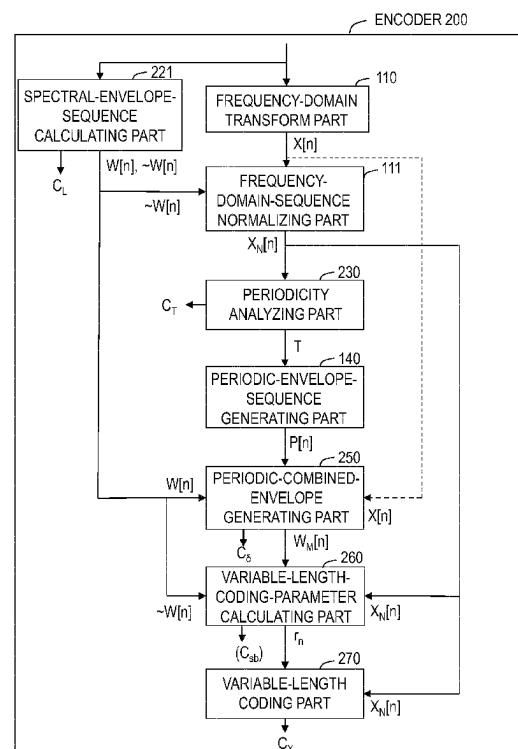 ENCODER 200
221
SPECTRAL-ENVELOPE-
SEQUENCE
CALCULATING PART
110
FREQUENCY-DOMAIN
TRANSFORM PART
X[n]
W[n], ~W[n]
C_L
~W[n]
111
FREQUENCY-
DOMAIN-SEQUENCE
NORMALIZING PART
X_N[n]
230
PERIODICITY
ANALYZING PART
C_T
T
140
PERIODIC-ENVELOPE-
SEQUENCE
GENERATING PART
P[n]
250
W[n]
PERIODIC-COMBINED-
ENVELOPE
GENERATING PART
X[n]
C_δ
W_M[n]
260
VARIABLE-LENGTH-
CODING-PARAMETER
CALCULATING PART
~W[n]
X_N[n]
(C_sb)
r_n
270
VARIABLE-LENGTH
CODING PART
X_N[n]
C_X